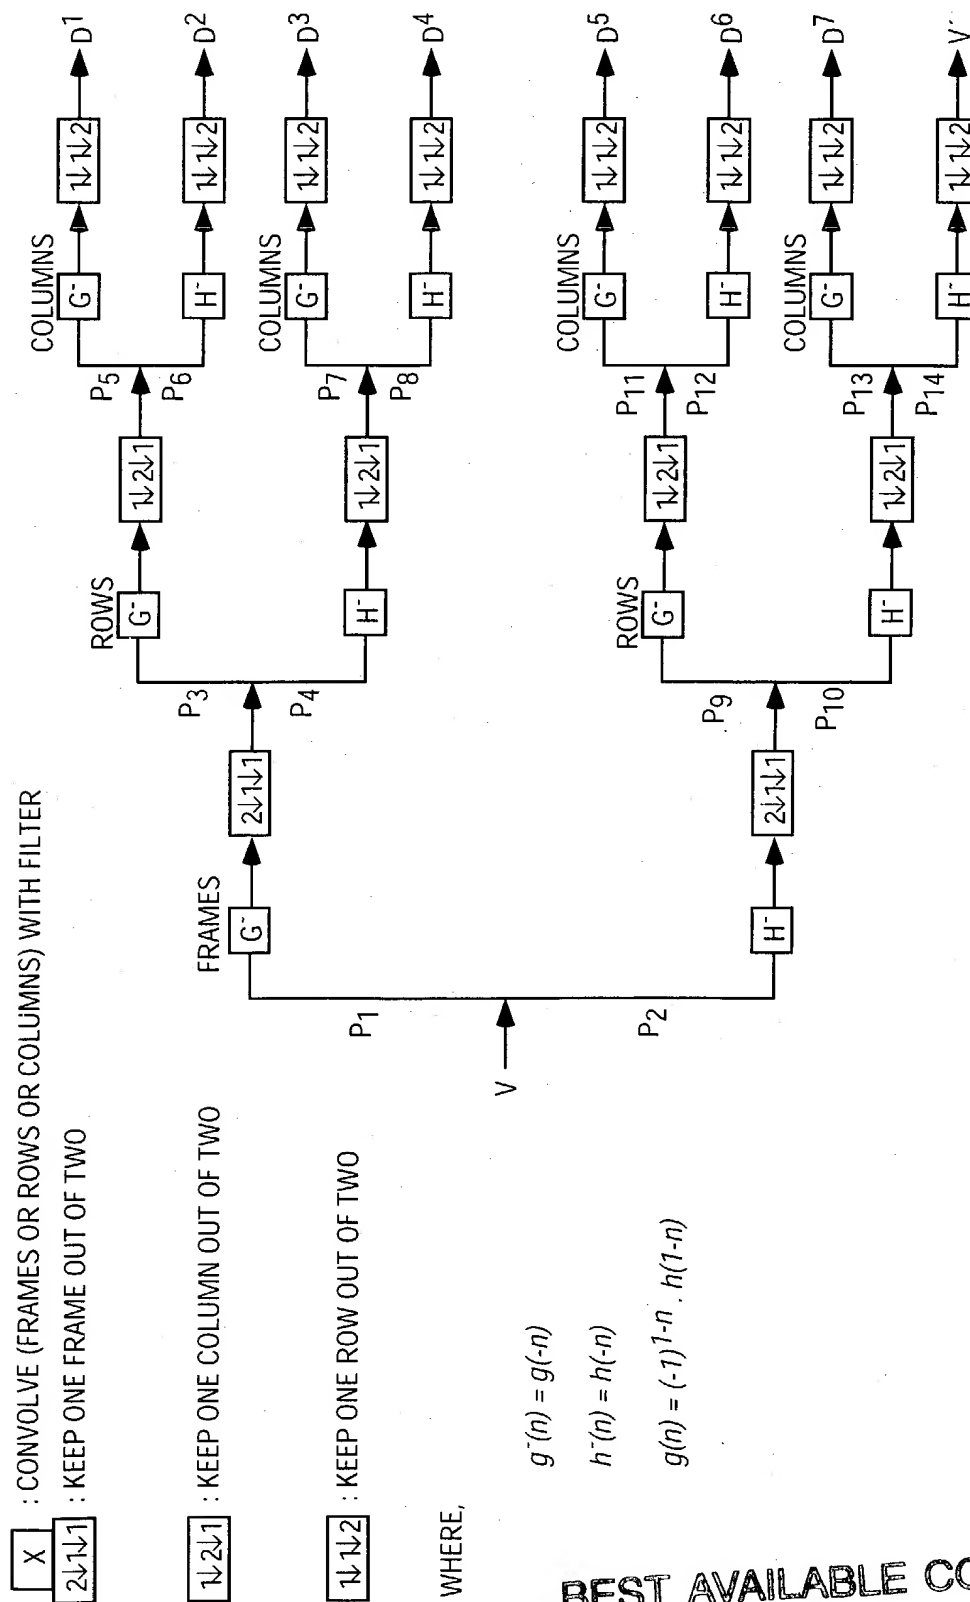 X : CONVOLVE (FRAMES OR ROWS OR COLUMNS) WITH FILTER
2↓1↓1 : KEEP ONE FRAME OUT OF TWO
1↓2↓1 : KEEP ONE COLUMN OUT OF TWO
1↓1↓2 : KEEP ONE ROW OUT OF TWO
WHERE,
g⁻(n) = g(-n)
h⁻(n) = h(-n)
g(n) = (-1)^1-n . h(1-n)
V
P1
P2
FRAMES
G~
2↓1↓1
H⁻
2↓1↓1
P3
P4
ROWS
G⁻
1↓2↓1
H⁻
1↓2↓1
P9
P10
ROWS
G⁻
1↓2↓1
H⁻
1↓2↓1
P5
P6
COLUMNS
G⁻
1↓1↓2
D1
H⁻
1↓1↓2
D2
P7
P8
COLUMNS
G⁻
1↓1↓2
D3
H⁻
1↓1↓2
D4
P11
P12
COLUMNS
G⁻
1↓1↓2
D5
H⁻
1↓1↓2
D6
P13
P14
COLUMNS
G⁻
1↓1↓2
D7
H⁻
1↓1↓2
V′
BEST AVAILABLE CO